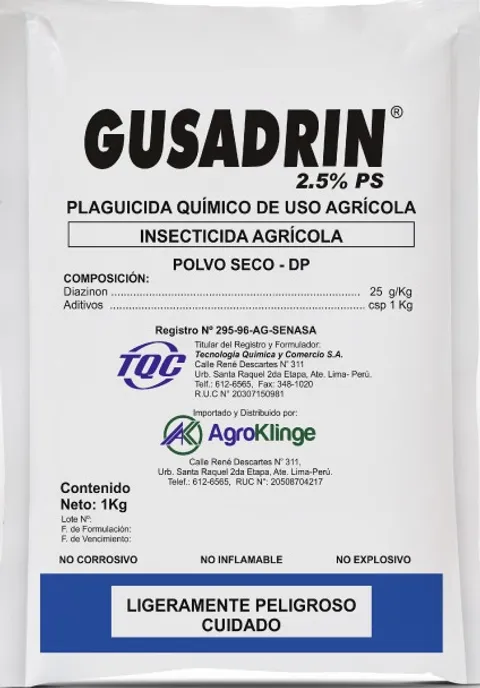 GUSADRIN®
2.5% PS
PLAGUICIDA QUÍMICO DE USO AGRÍCOLA
INSECTICIDA AGRÍCOLA
POLVO SECO - DP
COMPOSICIÓN:
Diazinon ........................................................... 25 g/Kg
Aditivos ............................................................ csp 1 Kg
Registro Nº 295-96-AG-SENASA
TQC
Titular del Registro y Formulador:
Tecnología Química y Comercio S.A.
Calle René Descartes N° 311
Urb. Santa Raquel 2da Etapa, Ate. Lima- Perú.
Telf.: 612-6565, Fax: 348-1020
R.U.C N° 20307150981
Importado y Distribuido por:
AK AgroKlinge
Calle René Descartes N° 311,
Urb. Santa Raquel 2da Etapa, Ate, Lima-Perú.
Telef.: 612-6565, RUC N°: 20508704217
Contenido
Neto: 1Kg
Lote Nº:
F. de Formulación:
F. de Vencimiento:
NO CORROSIVO NO INFLAMABLE NO EXPLOSIVO
LIGERAMENTE PELIGROSO
CUIDADO